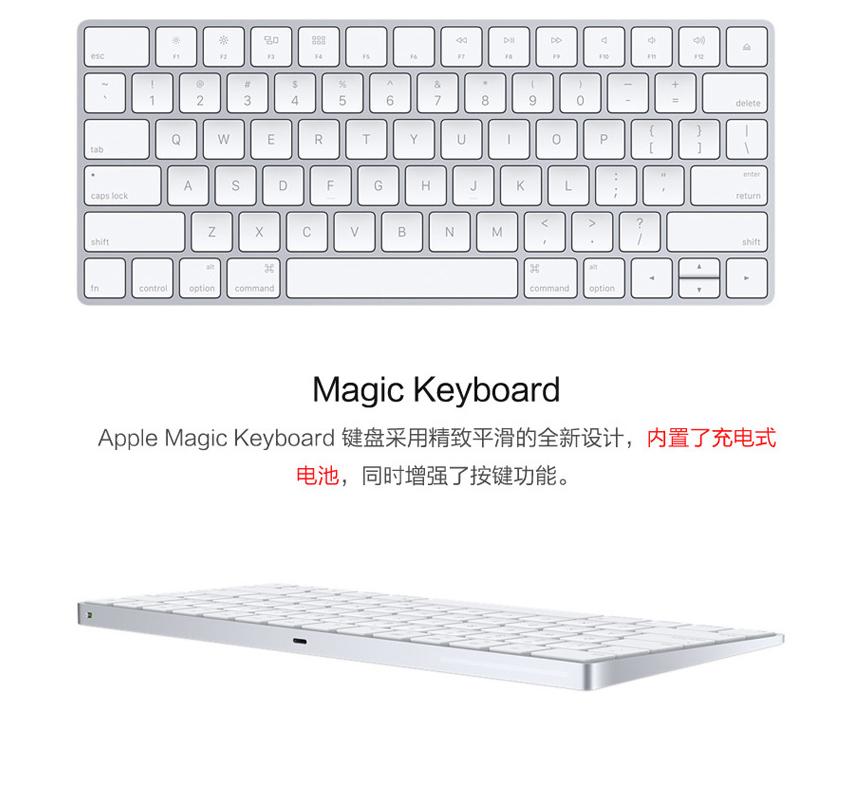 esc F1 F2 F3 F4 F5 F6 F7 F8 F9 F10 F11 F12
~ ! @ # $ % ^ & * ( ) — +
` 1 2 3 4 5 6 7 8 9 0 - = delete
tab Q W E R T Y U I O P { [ } ] | \
caps lock A S D F G H J K L : ; " ' enter return
shift Z X C V B N M < , > . ? / shift
fn control alt option ⌘ command ⌘ command alt option ◂ ▴ ▾ ▸
Magic Keyboard
Apple Magic Keyboard 键盘采用精致平滑的全新设计，内置了充电式
电池，同时增强了按键功能。